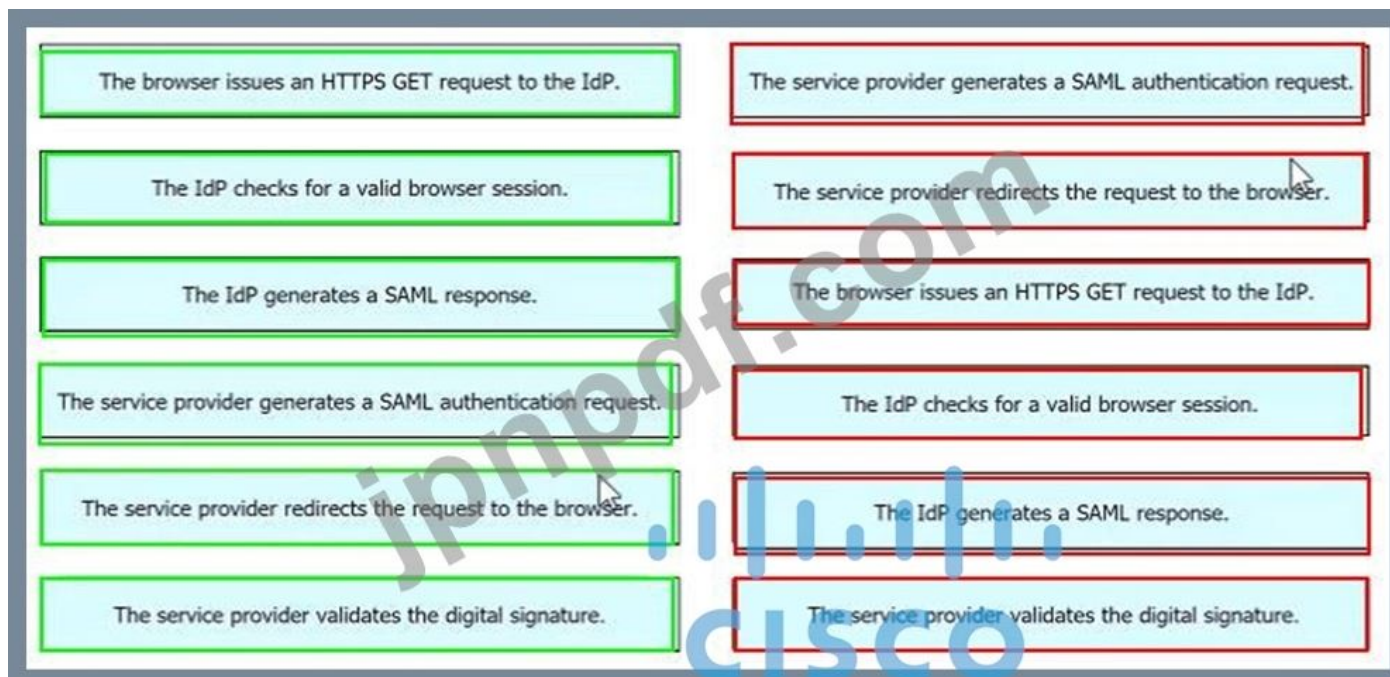 The browser issues an HTTPS GET request to the IdP.
The IdP checks for a valid browser session.
The IdP generates a SAML response.
The service provider generates a SAML authentication request.
The service provider redirects the request to the browser.
The service provider validates the digital signature.
The service provider generates a SAML authentication request.
The service provider redirects the request to the browser.
The browser issues an HTTPS GET request to the IdP.
The IdP checks for a valid browser session.
The IdP generates a SAML response.
The service provider validates the digital signature.
jpnpdf.com
CISCO